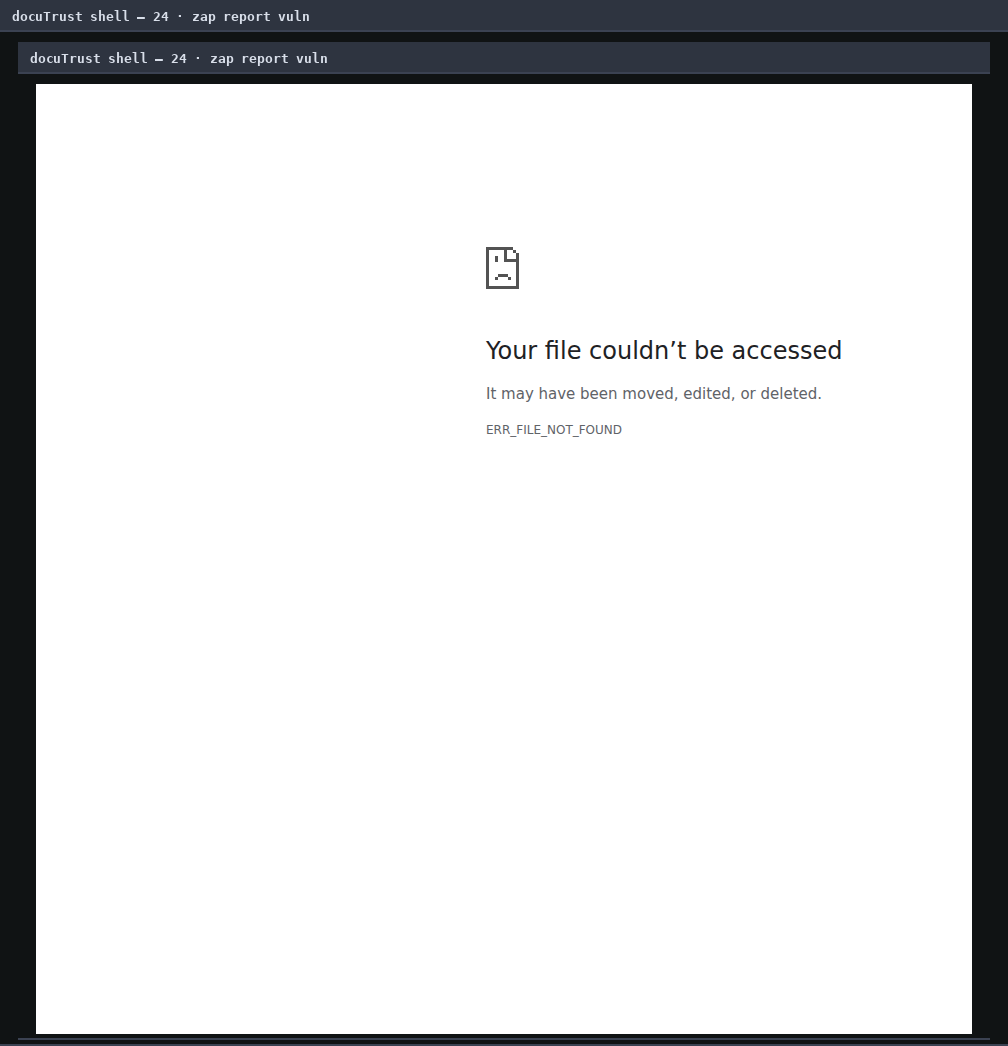 docuTrust shell — 24 · zap report vuln
docuTrust shell — 24 · zap report vuln
Your file couldn’t be accessed
It may have been moved, edited, or deleted.
ERR_FILE_NOT_FOUND